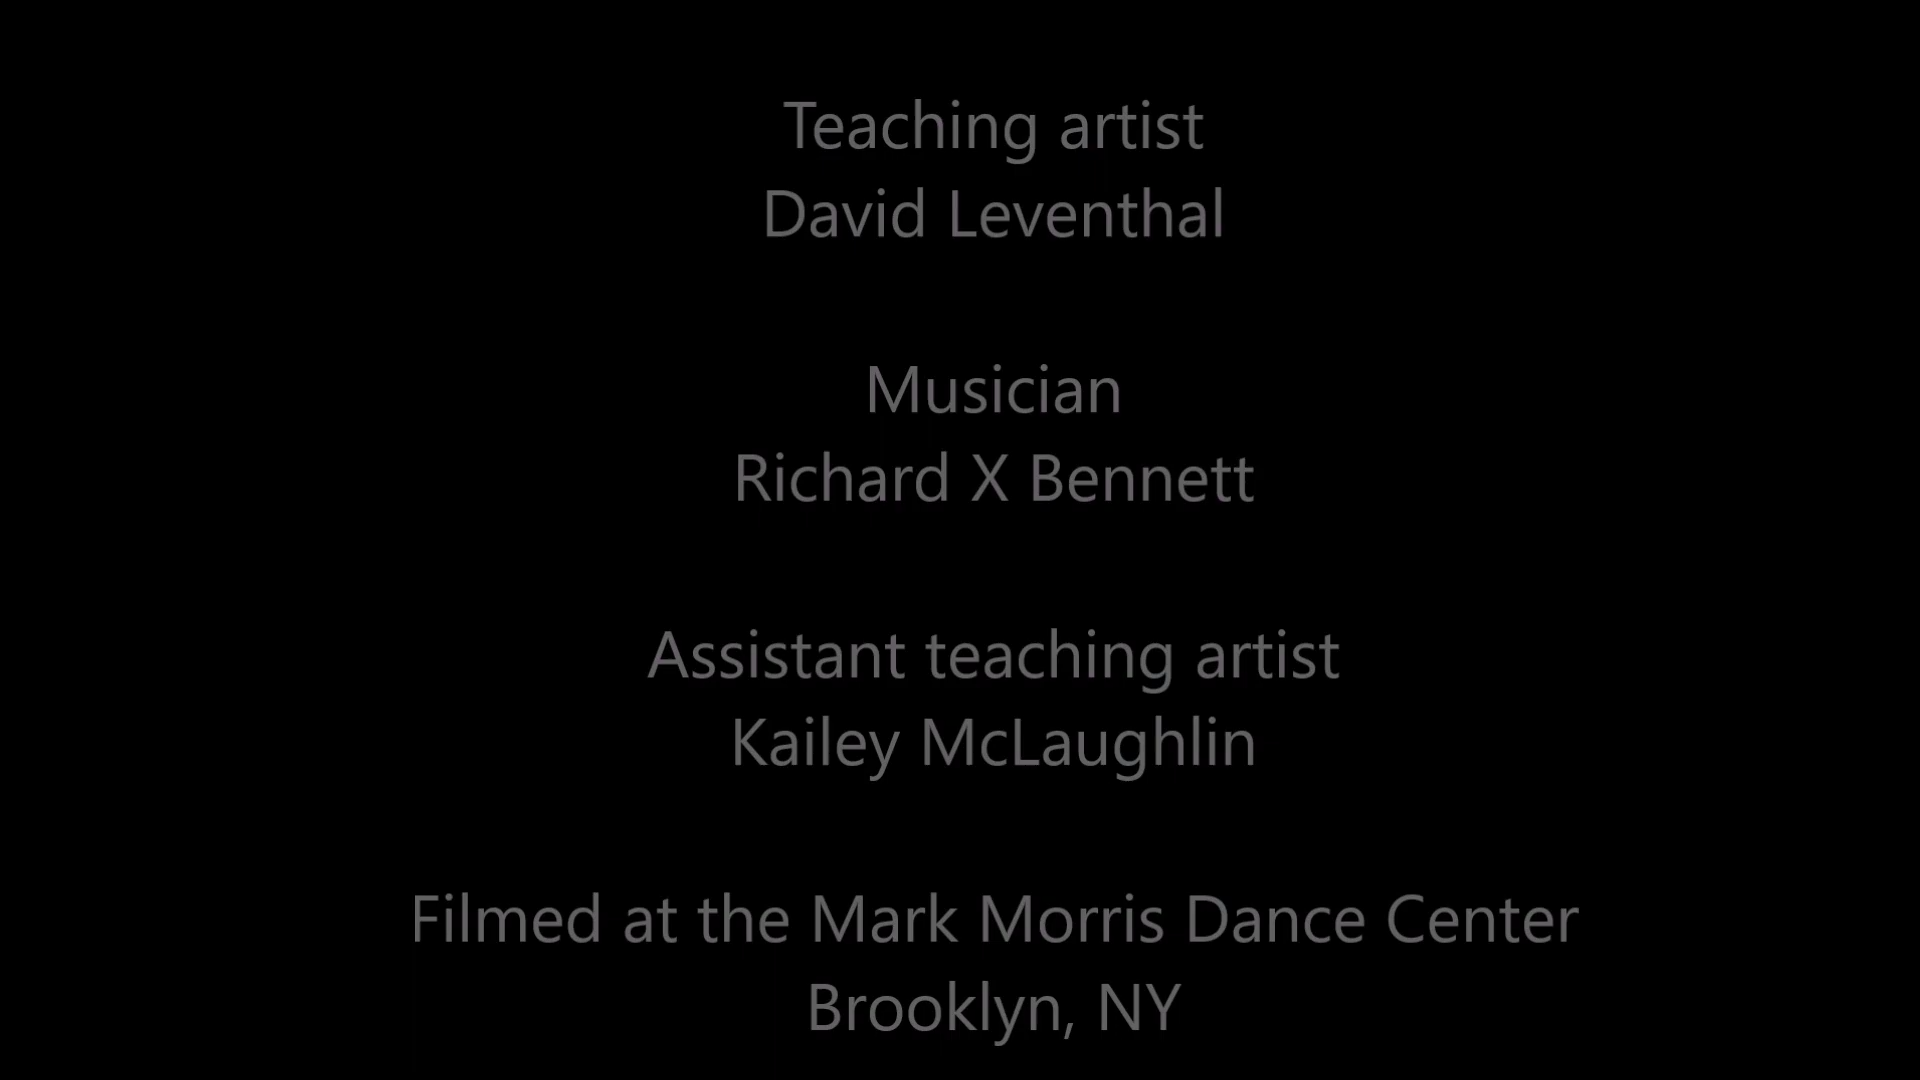 Teaching artist
David Leventhal
Musician
Richard X Bennett
Assistant teaching artist
Kailey McLaughlin
Filmed at the Mark Morris Dance Center
Brooklyn, NY